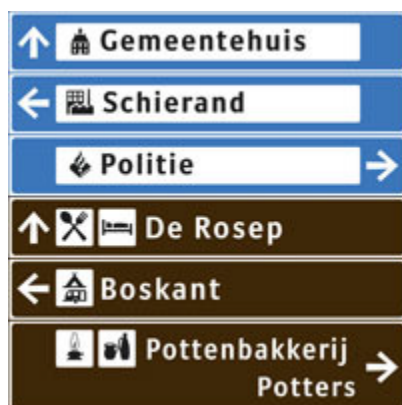 Gemeentehuis
Schierand
Politie
De Rosep
Boskant
Pottenbakkerij
Potters